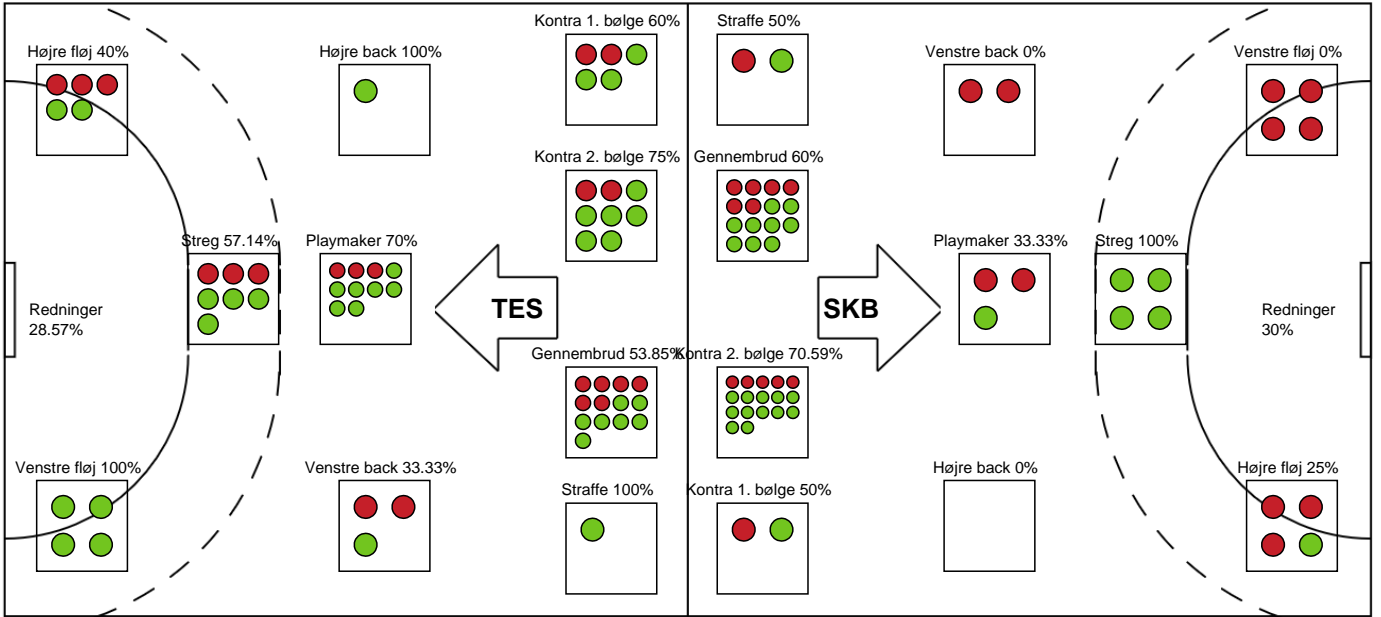 Kontra 1. bølge 60%
Straffe 50%
Højre fløj 40%
Højre back 100%
Venstre back 0%
Venstre fløj 0%
Kontra 2. bølge 75%
Gennembrud 60%
Streg 57.14%
Playmaker 70%
Playmaker 33.33%
Streg 100%
Redninger
28.57%
TES
SKB
Redninger
30%
Gennembrud 53.85%
Kontra 2. bølge 70.59%
Venstre fløj 100%
Venstre back 33.33%
Højre back 0%
Højre fløj 25%
Straffe 100%
Kontra 1. bølge 50%